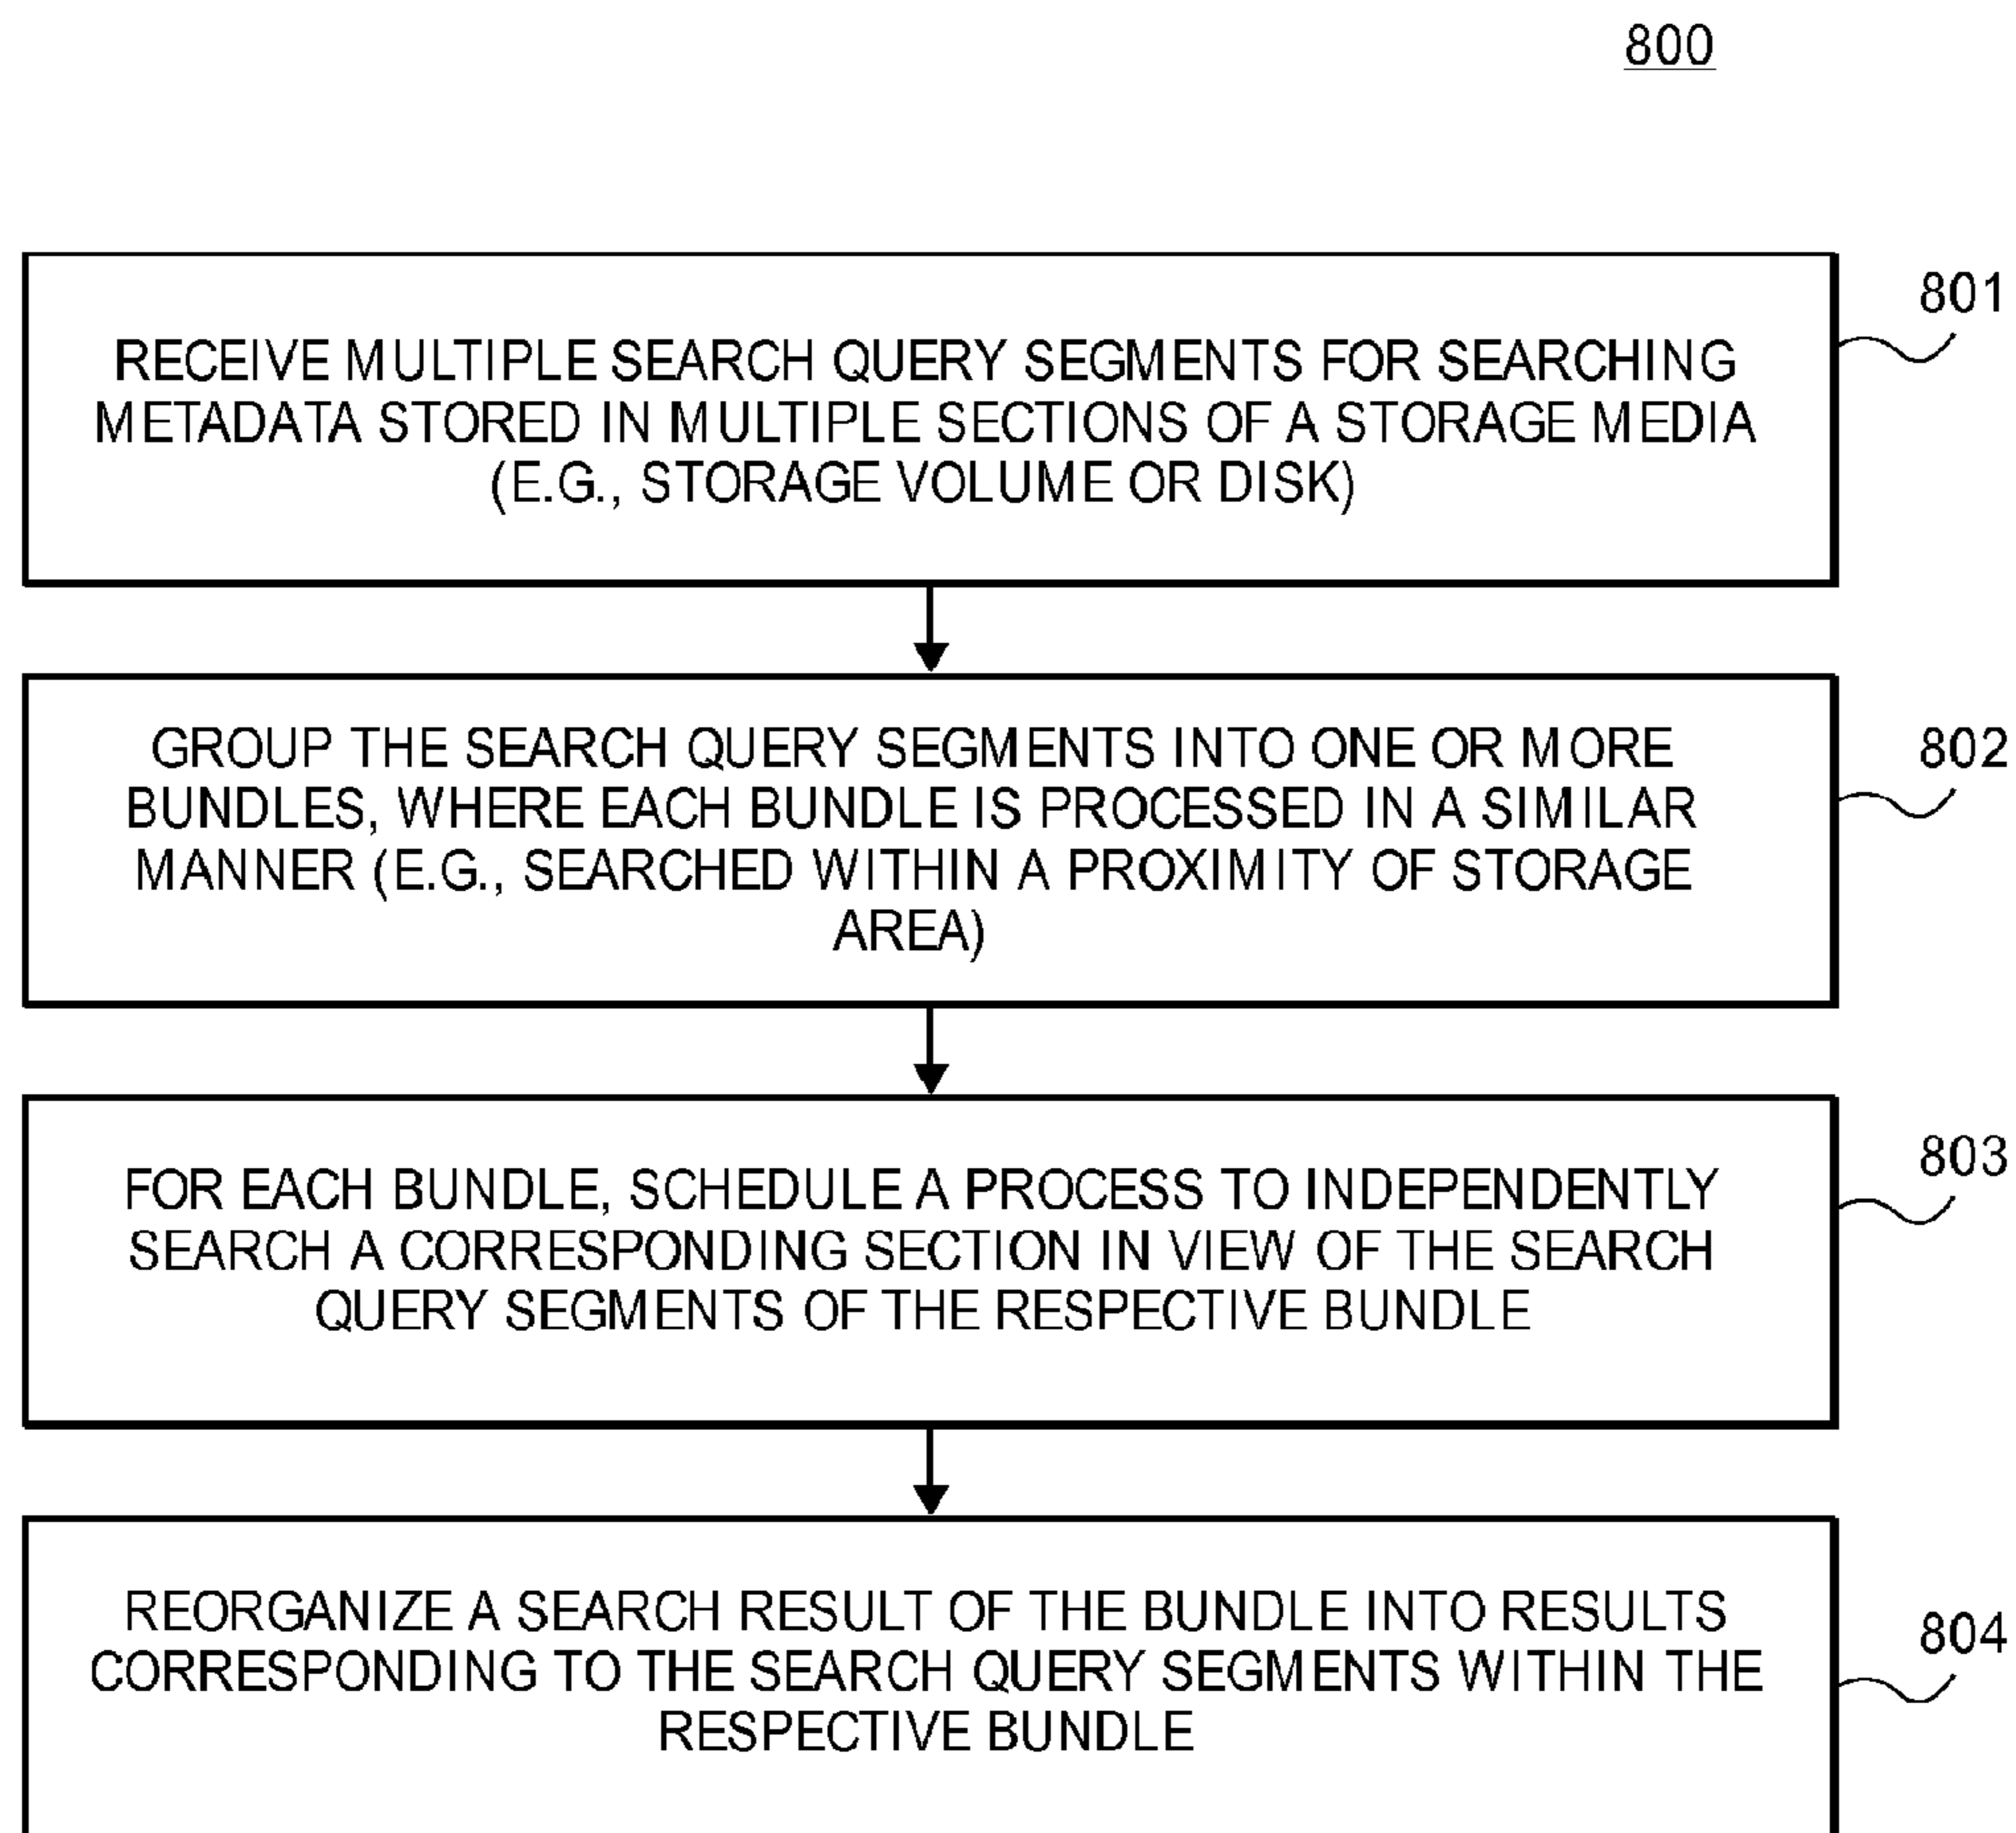 800
801
RECEIVE MULTIPLE SEARCH QUERY SEGMENTS FOR SEARCHING
METADATA STORED IN MULTIPLE SECTIONS OF A STORAGE MEDIA
(E.G., STORAGE VOLUME OR DISK)
802
GROUP THE SEARCH QUERY SEGMENTS INTO ONE OR MORE
BUNDLES, WHERE EACH BUNDLE IS PROCESSED IN A SIMILAR
MANNER (E.G., SEARCHED WITHIN A PROXIMITY OF STORAGE
AREA)
803
FOR EACH BUNDLE, SCHEDULE A PROCESS TO INDEPENDENTLY
SEARCH A CORRESPONDING SECTION IN VIEW OF THE SEARCH
QUERY SEGMENTS OF THE RESPECTIVE BUNDLE
804
REORGANIZE A SEARCH RESULT OF THE BUNDLE INTO RESULTS
CORRESPONDING TO THE SEARCH QUERY SEGMENTS WITHIN THE
RESPECTIVE BUNDLE